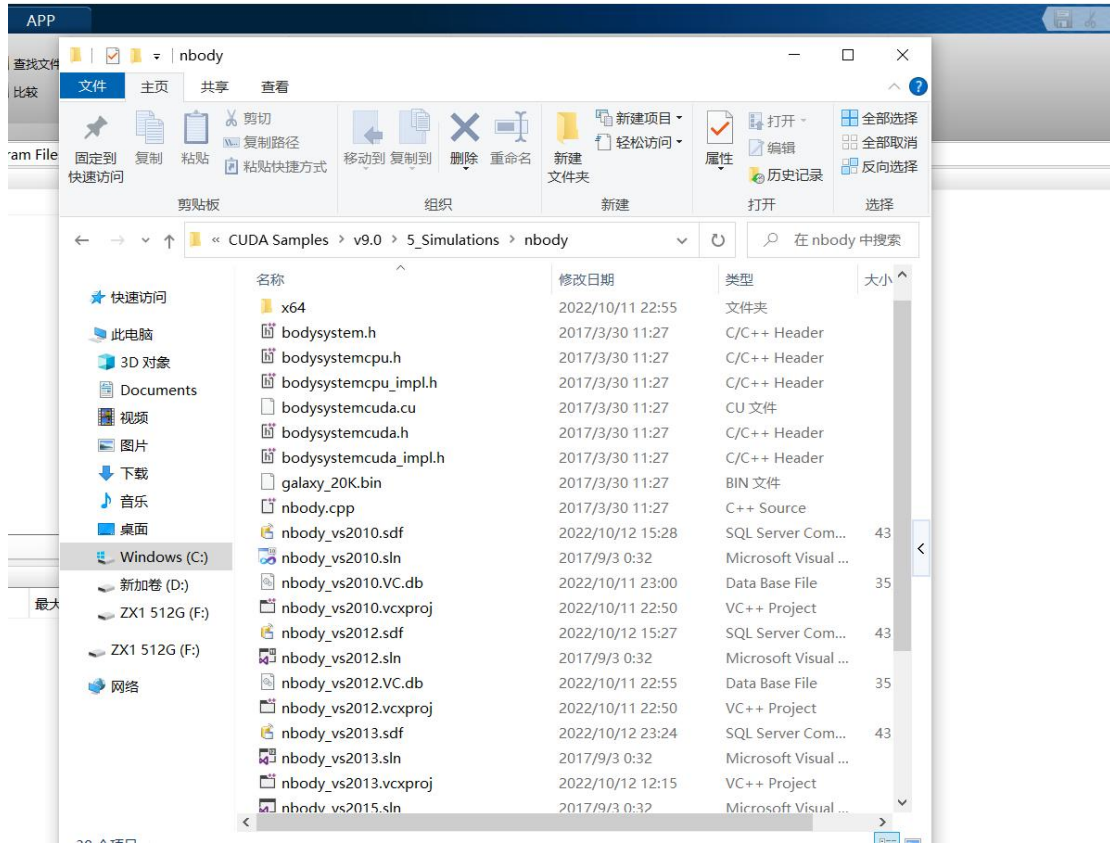 APP
查找文件
比较
ram File
最大
nbody
文件 主页 共享 查看
固定到
快速访问
复制
粘贴
剪切
复制路径
粘贴快捷方式
剪贴板
移动到 复制到 删除 重命名
组织
新建
文件夹
新建项目
轻松访问
新建
属性
打开
编辑
历史记录
打开
全部选择
全部取消
反向选择
选择
« CUDA Samples > v9.0 > 5_Simulations > nbody
在 nbody 中搜索
快速访问
此电脑
3D 对象
Documents
视频
图片
下载
音乐
桌面
Windows (C:)
新加卷 (D:)
ZX1 512G (F:)
ZX1 512G (F:)
网络
名称 修改日期 类型 大小
x64 2022/10/11 22:55 文件夹
bodysystem.h 2017/3/30 11:27 C/C++ Header
bodysystemcpu.h 2017/3/30 11:27 C/C++ Header
bodysystemcpu_impl.h 2017/3/30 11:27 C/C++ Header
bodysystemcuda.cu 2017/3/30 11:27 CU 文件
bodysystemcuda.h 2017/3/30 11:27 C/C++ Header
bodysystemcuda_impl.h 2017/3/30 11:27 C/C++ Header
galaxy_20K.bin 2017/3/30 11:27 BIN 文件
nbody.cpp 2017/3/30 11:27 C++ Source
nbody_vs2010.sdf 2022/10/12 15:28 SQL Server Com... 43
nbody_vs2010.sln 2017/9/3 0:32 Microsoft Visual ...
nbody_vs2010.VC.db 2022/10/11 23:00 Data Base File 35
nbody_vs2010.vcxproj 2022/10/11 22:50 VC++ Project
nbody_vs2012.sdf 2022/10/12 15:27 SQL Server Com... 43
nbody_vs2012.sln 2017/9/3 0:32 Microsoft Visual ...
nbody_vs2012.VC.db 2022/10/11 22:55 Data Base File 35
nbody_vs2012.vcxproj 2022/10/11 22:50 VC++ Project
nbody_vs2013.sdf 2022/10/12 23:24 SQL Server Com... 43
nbody_vs2013.sln 2017/9/3 0:32 Microsoft Visual ...
nbody_vs2013.vcxproj 2022/10/12 12:15 VC++ Project
nbody_vs2015.sln 2017/9/3 0:32 Microsoft Visual ...